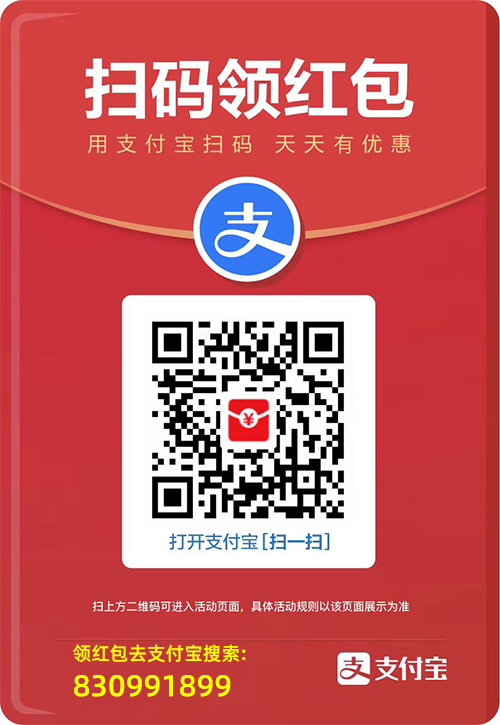 扫码领红包
用支付宝扫码 天天有优惠
支
¥
打开支付宝[扫一扫]
扫上方二维码可进入活动页面，具体活动规则以该页面展示为准
领红包去支付宝搜索:
830991899
支 支付宝